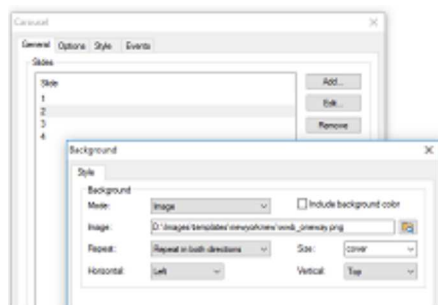 Carousel
General Options Style Events
Slides
Slide
Add...
1
2
Edit...
3
Remove
4
Background
Style
Background
Mode: Image Include background color
Image:
Repeat: Repeat in both directions Size: cover
Horizontal: Left Vertical: Top